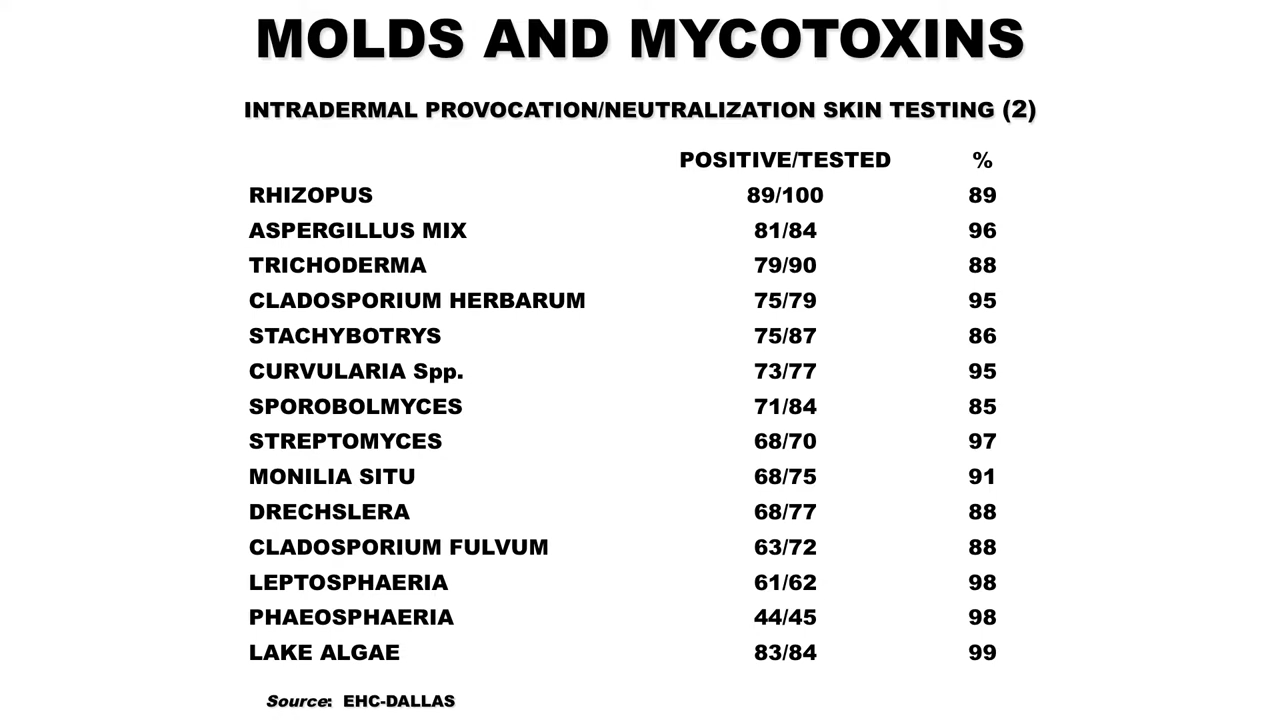 MOLDS AND MYCOTOXINS
INTRADERMAL PROVOCATION/NEUTRALIZATION SKIN TESTING (2)
POSITIVE/TESTED %
RHIZOPUS 89/100 89
ASPERGILLUS MIX 81/84 96
TRICHODERMA 79/90 88
CLADOSPORIUM HERBARUM 75/79 95
STACHYBOTRYS 75/87 86
CURVULARIA Spp. 73/77 95
SPOROBOLMYCES 71/84 85
STREPTOMYCES 68/70 97
MONILIA SITU 68/75 91
DRECHSLERA 68/77 88
CLADOSPORIUM FULVUM 63/72 88
LEPTOSPHAERIA 61/62 98
PHAEOSPHAERIA 44/45 98
LAKE ALGAE 83/84 99
Source: EHC-DALLAS